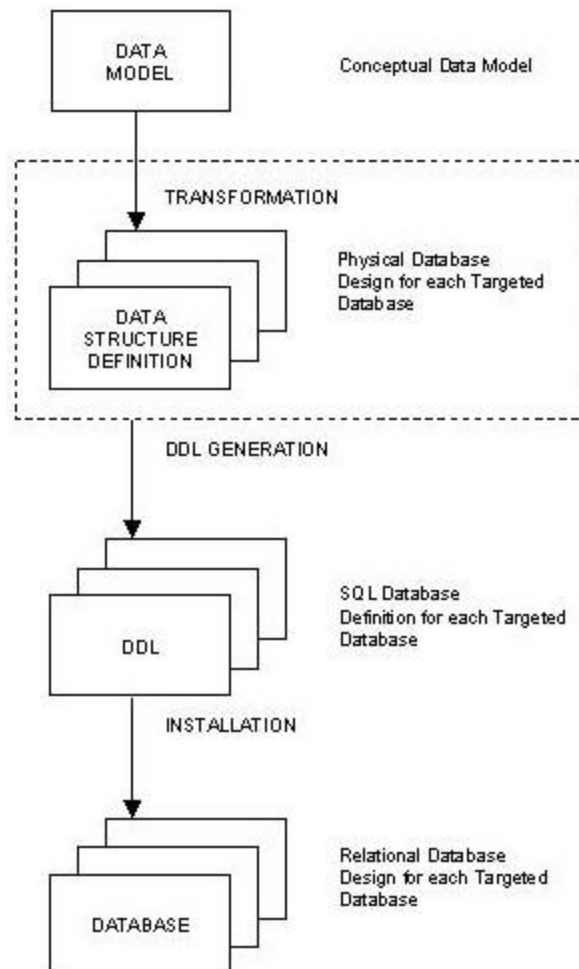 DATA
MODEL
Conceptual Data Model
TRANSFORMATION
Physical Database
Design for each Targeted
Database
DATA
STRUCTURE
DEFINITION
DDL GENERATION
SQL Database
Definition for each Targeted
Database
DDL
INSTALLATION
Relational Database
Design for each Targeted
Database
DATABASE